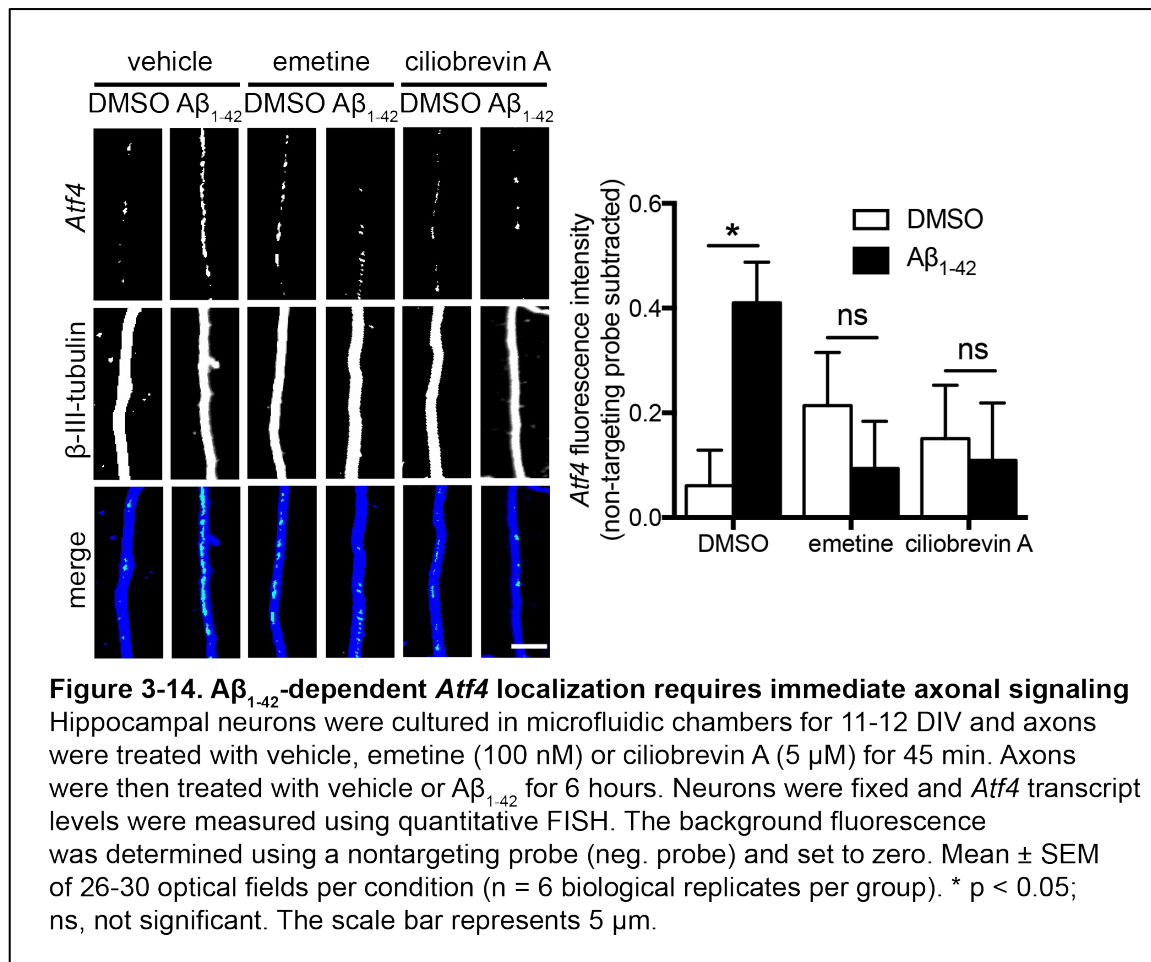 vehicle emetine ciliobrevin A
DMSO Aβ1-42 DMSO Aβ1-42 DMSO Aβ1-42
Atf4
β-III-tubulin
merge
Atf4 fluorescence intensity
(non-targeting probe subtracted)
0.6
0.4
0.2
0.0
DMSO
Aβ1-42
*
ns
ns
DMSO emetine ciliobrevin A
Figure 3-14. Aβ1-42-dependent Atf4 localization requires immediate axonal signaling
Hippocampal neurons were cultured in microfluidic chambers for 11-12 DIV and axons
were treated with vehicle, emetine (100 nM) or ciliobrevin A (5 µM) for 45 min. Axons
were then treated with vehicle or Aβ1-42 for 6 hours. Neurons were fixed and Atf4 transcript
levels were measured using quantitative FISH. The background fluorescence
was determined using a nontargeting probe (neg. probe) and set to zero. Mean ± SEM
of 26-30 optical fields per condition (n = 6 biological replicates per group). * p < 0.05;
ns, not significant. The scale bar represents 5 µm.